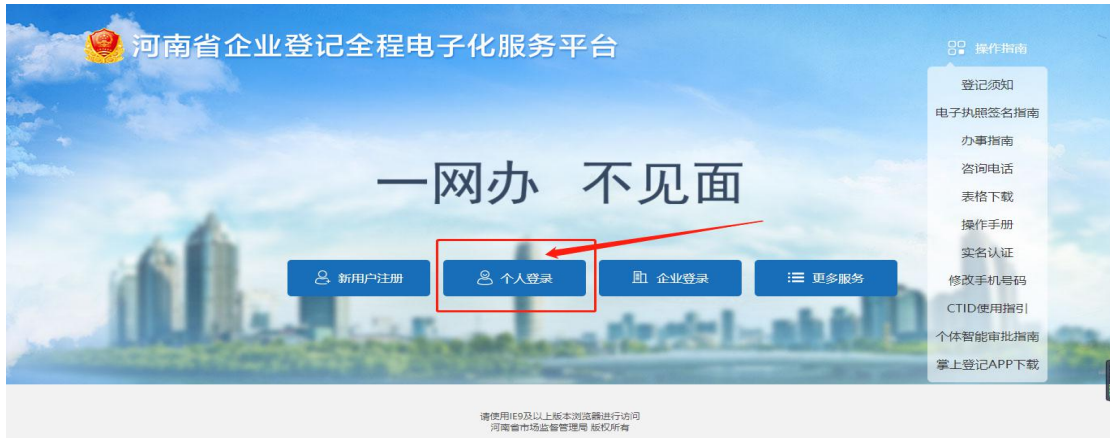 河南省企业登记全程电子化服务平台
操作指南
登记须知
电子执照签名指南
办事指南
咨询电话
表格下载
操作手册
实名认证
修改手机号码
CTID使用指引
个体智能审批指南
掌上登记APP下载
一网办 不见面
新用户注册
个人登录
企业登录
更多服务
请使用IE9及以上版本浏览器进行访问
河南省市场监督管理局 版权所有